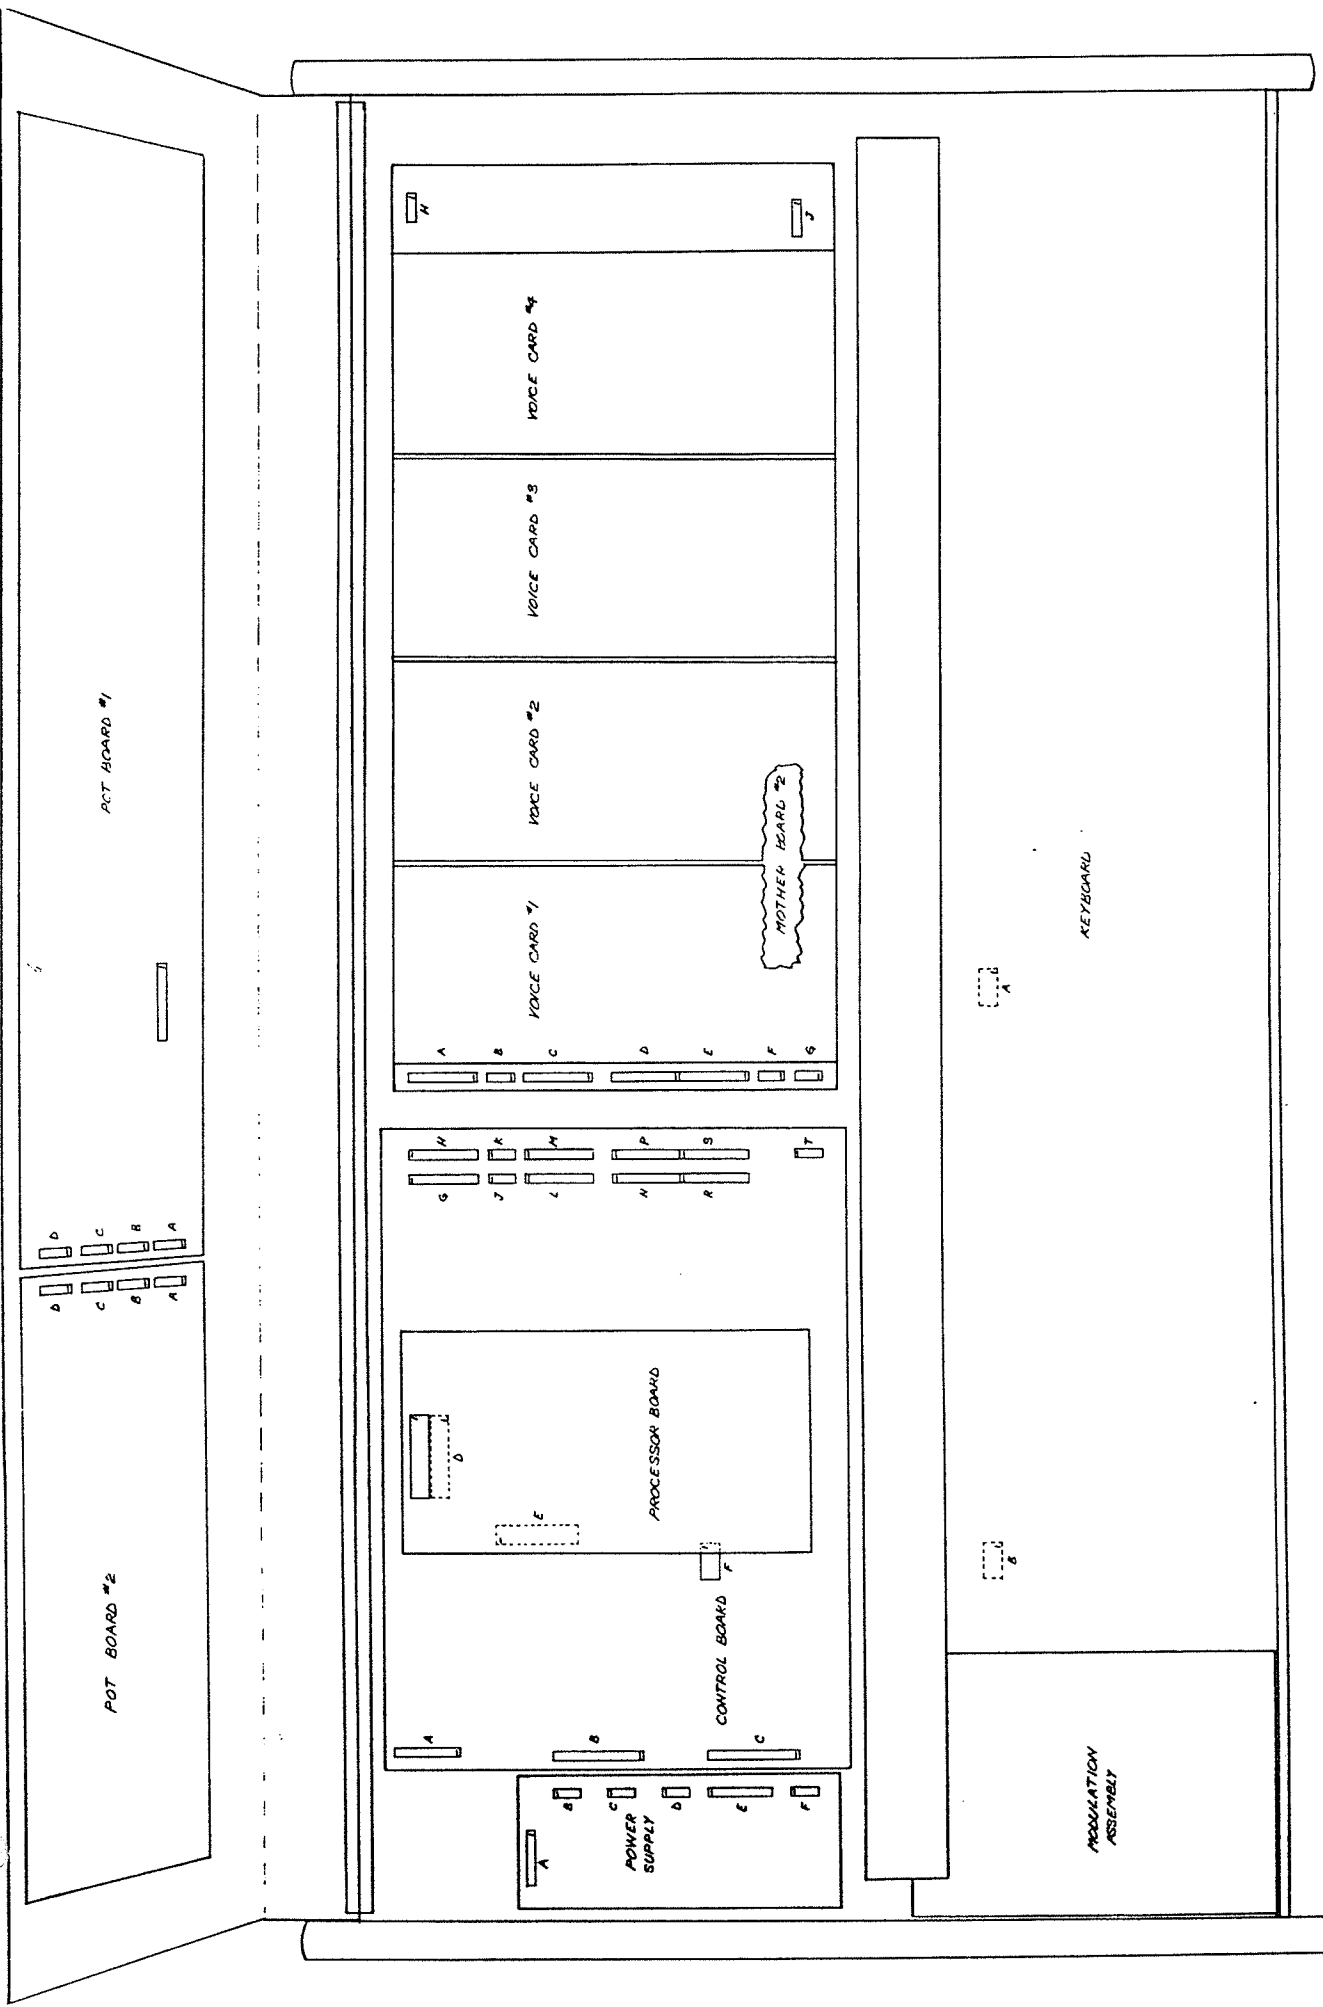 POT BOARD #2
D
C
B
A
POT BOARD #1
D
C
B
A
POWER
SUPPLY
A
B
C
D
E
F
CONTROL BOARD
A
B
C
PROCESSOR BOARD
D
E
F
G
H
J
K
L
M
N
P
R
S
T
A
B
C
D
E
F
G
VOICE CARD #1
VOICE CARD #2
VOICE CARD #3
VOICE CARD #4
MOTHER BOARD #2
H
J
MODULATION
ASSEMBLY
B
A
KEYBOARD